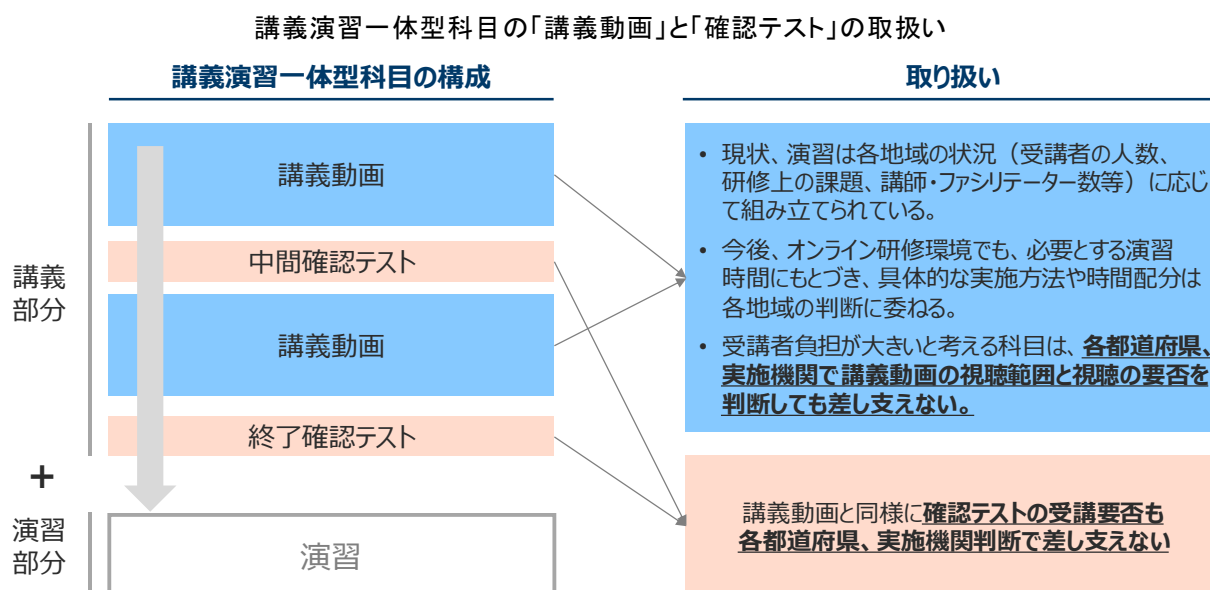 講義演習一体型科目の「講義動画」と「確認テスト」の取扱い
講義演習一体型科目の構成
講義
部分
講義動画
中間確認テスト
講義動画
終了確認テスト
+
演習
部分
演習
取り扱い
• 現状、演習は各地域の状況（受講者の人数、
研修上の課題、講師・ファシリテーター数等）に応じ
て組み立てられている。
• 今後、オンライン研修環境でも、必要とする演習
時間にもとづき、具体的な実施方法や時間配分は
各地域の判断に委ねる。
• 受講者負担が大きいと考える科目は、各都道府県、
実施機関で講義動画の視聴範囲と視聴の要否を
判断しても差し支えない。
講義動画と同様に確認テストの受講要否も
各都道府県、実施機関判断で差し支えない